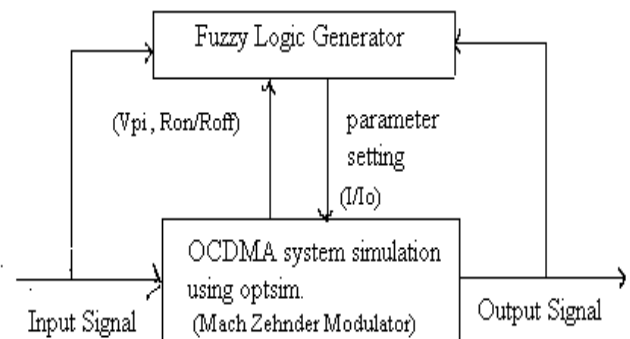 Fuzzy Logic Generator
(Vpi, Ron/Roff)
parameter
setting
(I/Io)
OCDMA system simulation
using optsim.
(Mach Zehnder Modulator)
Input Signal
Output Signal